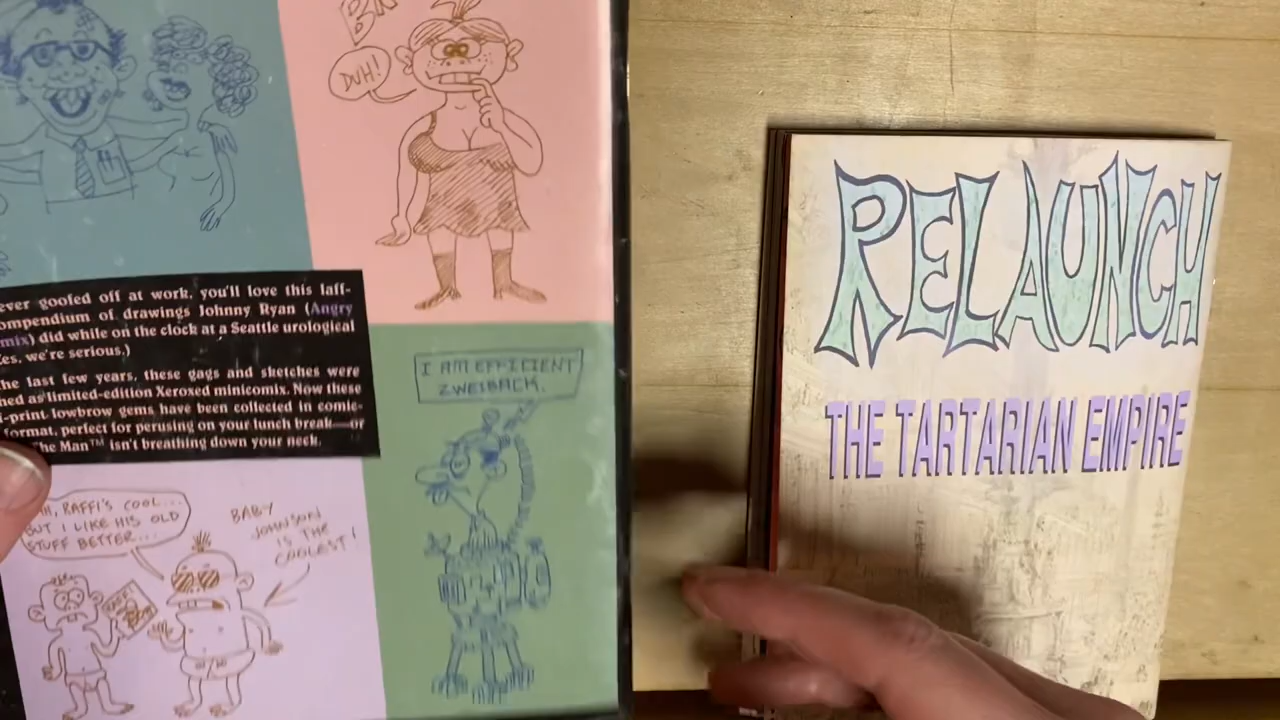 DUH!
ever goofed off at work, you'll love this laff-
ompendium of drawings Johnny Ryan (Angry
mix) did while on the clock at a Seattle urological
es, we're serious.)
he last few years, these gags and sketches were
hed as limited-edition Xeroxed minicomix. Now these
i-print lowbrow gems have been collected in comic-
format, perfect for perusing on your lunch break—or
he Man™ isn't breathing down your neck.
I AM EFFICIENT
ZWEIBACK.
H, RAFFI'S COOL...
BUT I LIKE HIS OLD
STUFF BETTER...
BABY
JOHNSON
IS THE
COOLEST!
RELAUNCH
THE TARTARIAN EMPIRE